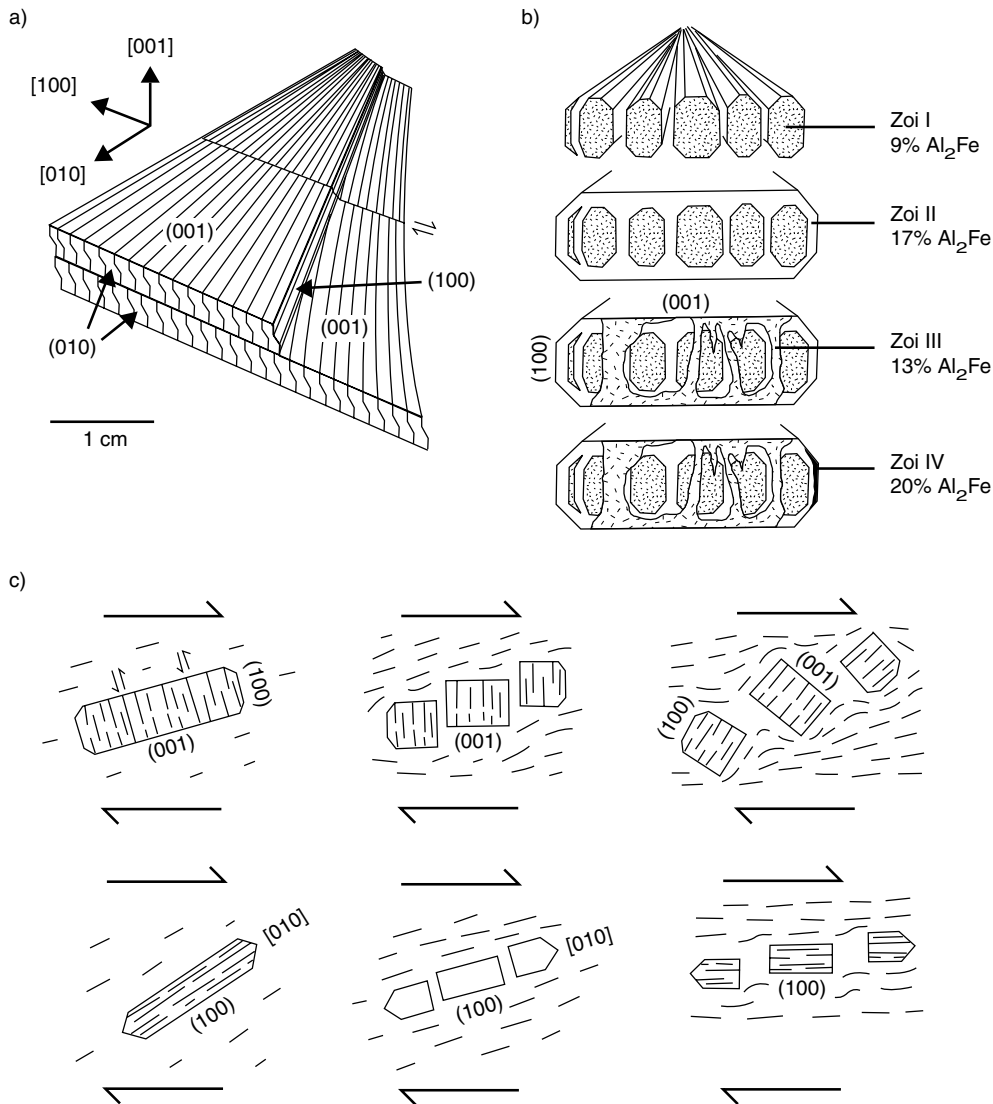 a)
[001]
[100]
[010]
(001)
(100)
(001)
(010)
1 cm
b)
Zoi I
9% Al₂Fe
Zoi II
17% Al₂Fe
(001)
(100)
Zoi III
13% Al₂Fe
Zoi IV
20% Al₂Fe
c)
(100)
(001)
(001)
(001)
(100)
[010]
(100)
[010]
(100)
(100)